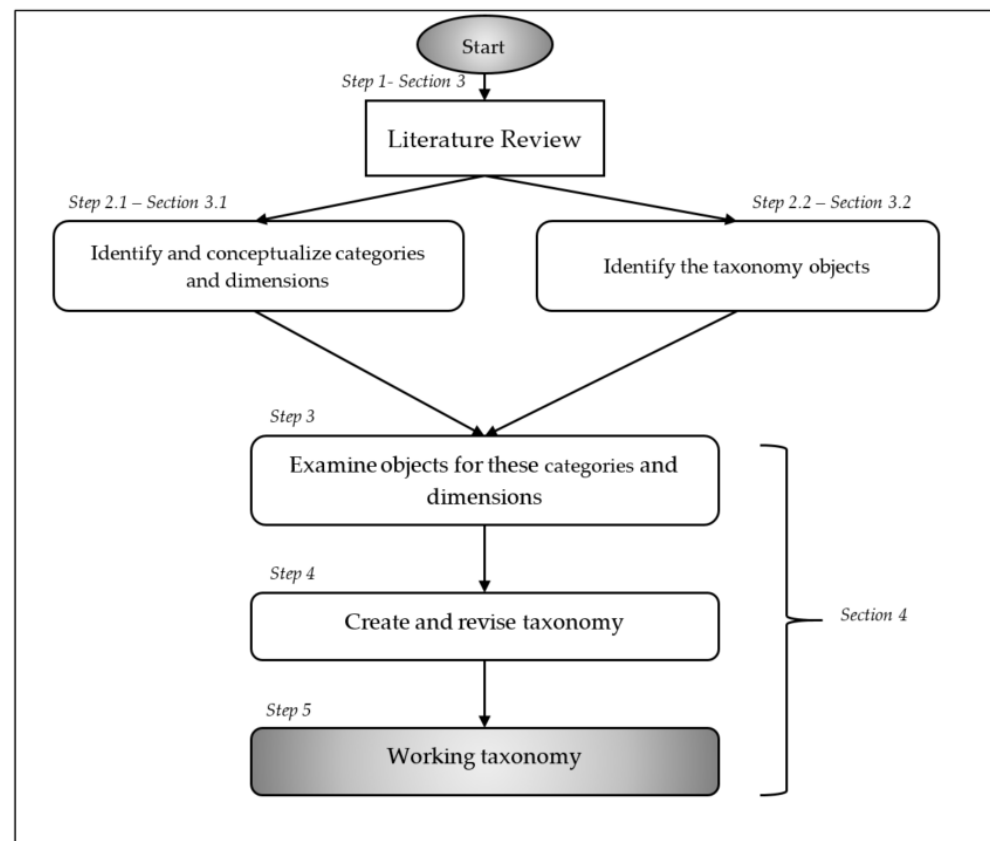 Start
Step 1- Section 3
Literature Review
Step 2.1 – Section 3.1
Step 2.2 – Section 3.2
Identify and conceptualize categories
and dimensions
Identify the taxonomy objects
Step 3
Examine objects for these categories and
dimensions
Step 4
Create and revise taxonomy
Section 4
Step 5
Working taxonomy